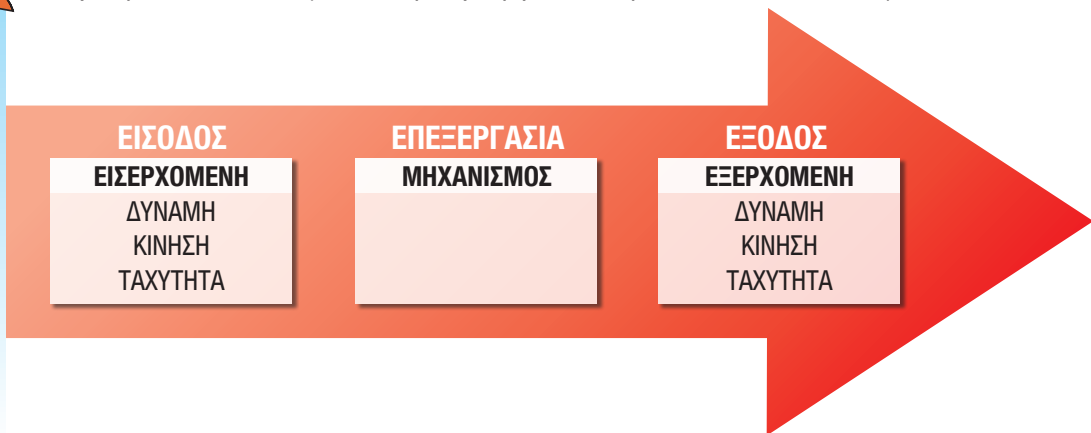 ΕΙΣΟΔΟΣ
ΕΙΣΕΡΧΟΜΕΝΗ
ΔΥΝΑΜΗ
ΚΙΝΗΣΗ
ΤΑΧΥΤΗΤΑ
ΕΠΕΞΕΡΓΑΣΙΑ
ΜΗΧΑΝΙΣΜΟΣ
ΕΞΟΔΟΣ
ΕΞΕΡΧΟΜΕΝΗ
ΔΥΝΑΜΗ
ΚΙΝΗΣΗ
ΤΑΧΥΤΗΤΑ